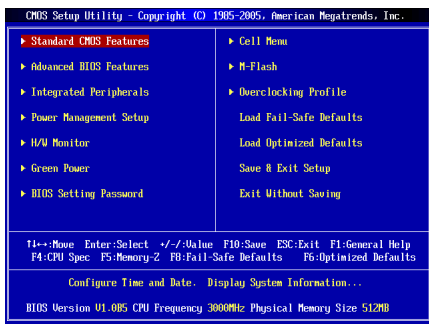 CMOS Setup Utility - Copyright (C) 1985-2005, American Megatrends, Inc.
▸ Standard CMOS Features
▸ Advanced BIOS Features
▸ Integrated Peripherals
▸ Power Management Setup
▸ H/W Monitor
▸ Green Power
▸ BIOS Setting Password
▸ Cell Menu
▸ M-Flash
▸ Overclocking Profile
Load Fail-Safe Defaults
Load Optimized Defaults
Save & Exit Setup
Exit Without Saving
↑↓↔:Move Enter:Select +/-/:Value F10:Save ESC:Exit F1:General Help
F4:CPU Spec F5:Memory-Z F8:Fail-Safe Defaults F6:Optimized Defaults
Configure Time and Date. Display System Information...
BIOS Version V1.0B5 CPU Frequency 3000MHz Physical Memory Size 512MB